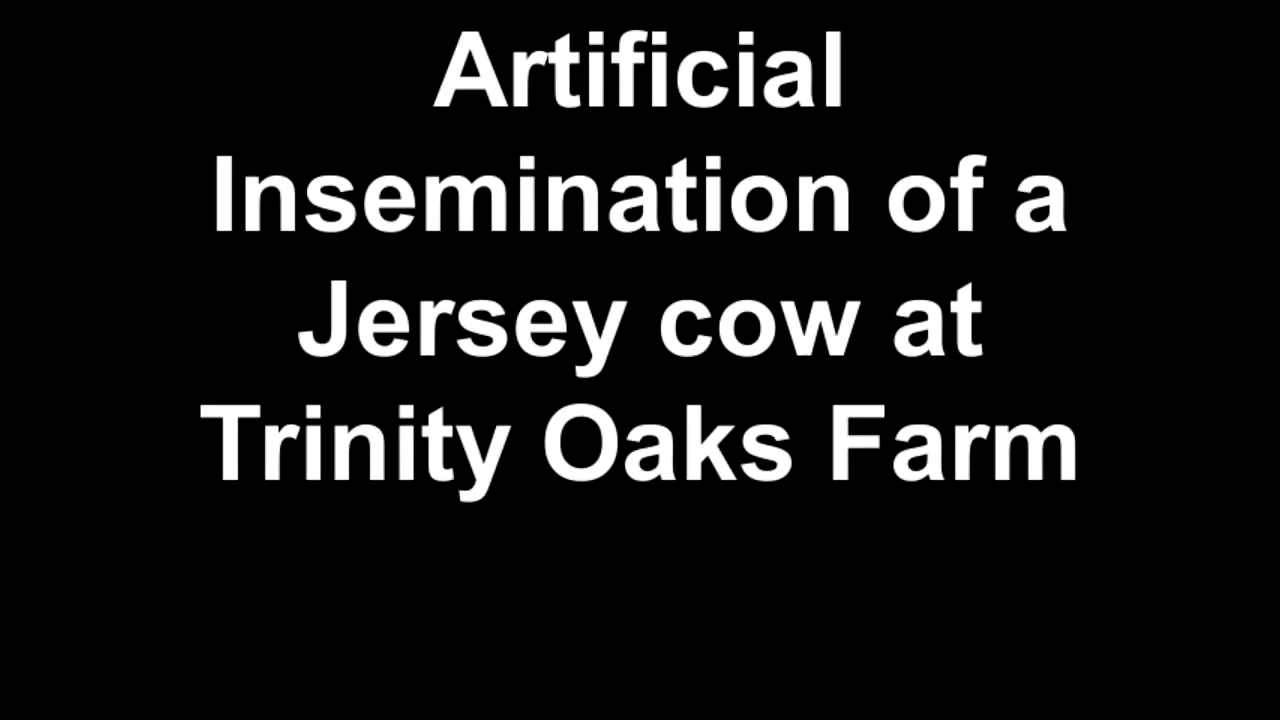 Artificial
Insemination of a
Jersey cow at
Trinity Oaks Farm